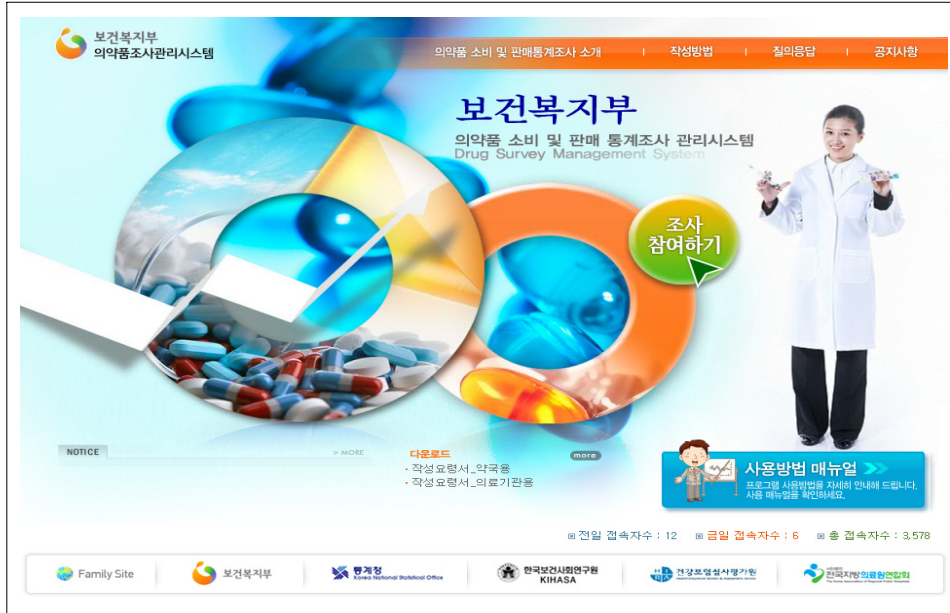 보건복지부
의약품조사관리시스템
의약품 소비 및 판매통계조사 소개
작성방법
질의응답
공지사항
보건복지부
의약품 소비 및 판매 통계조사 관리시스템
Drug Survey Management System
조사
참여하기
NOTICE
> MORE
다운로드
more
· 작성요령서_약국용
· 작성요령서_의료기관용
사용방법 매뉴얼 >>
프로그램 사용방법을 자세히 안내해 드립니다.
사용 매뉴얼을 확인하세요.
전일 접속자수 : 12
금일 접속자수 : 6
총 접속자수 : 3,578
Family Site
보건복지부
통계청
Korea National Statistical Office
한국보건사회연구원
KIHASA
건강보험심사평가원
전국지방의료원연합회